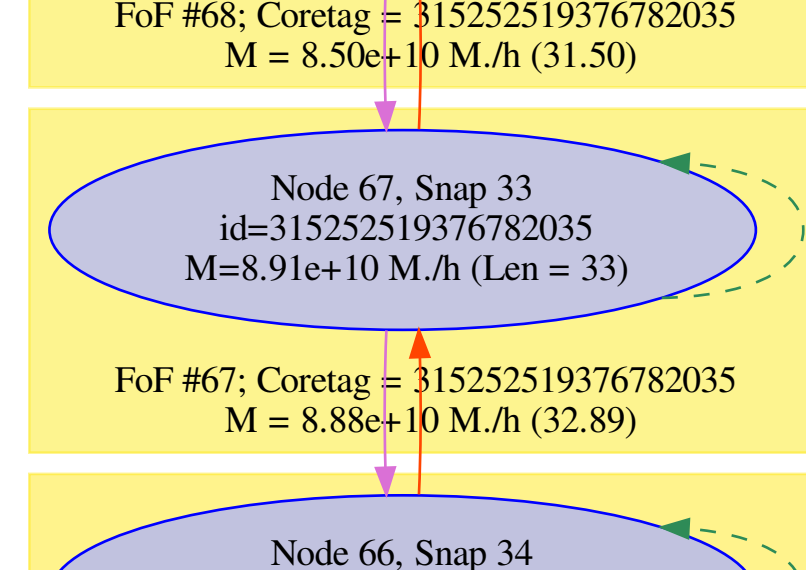 FoF #68; Coretag = 315252519376782035
M = 8.50e+10 M./h (31.50)
Node 67, Snap 33
id=315252519376782035
M=8.91e+10 M./h (Len = 33)
FoF #67; Coretag = 315252519376782035
M = 8.88e+10 M./h (32.89)
Node 66, Snap 34